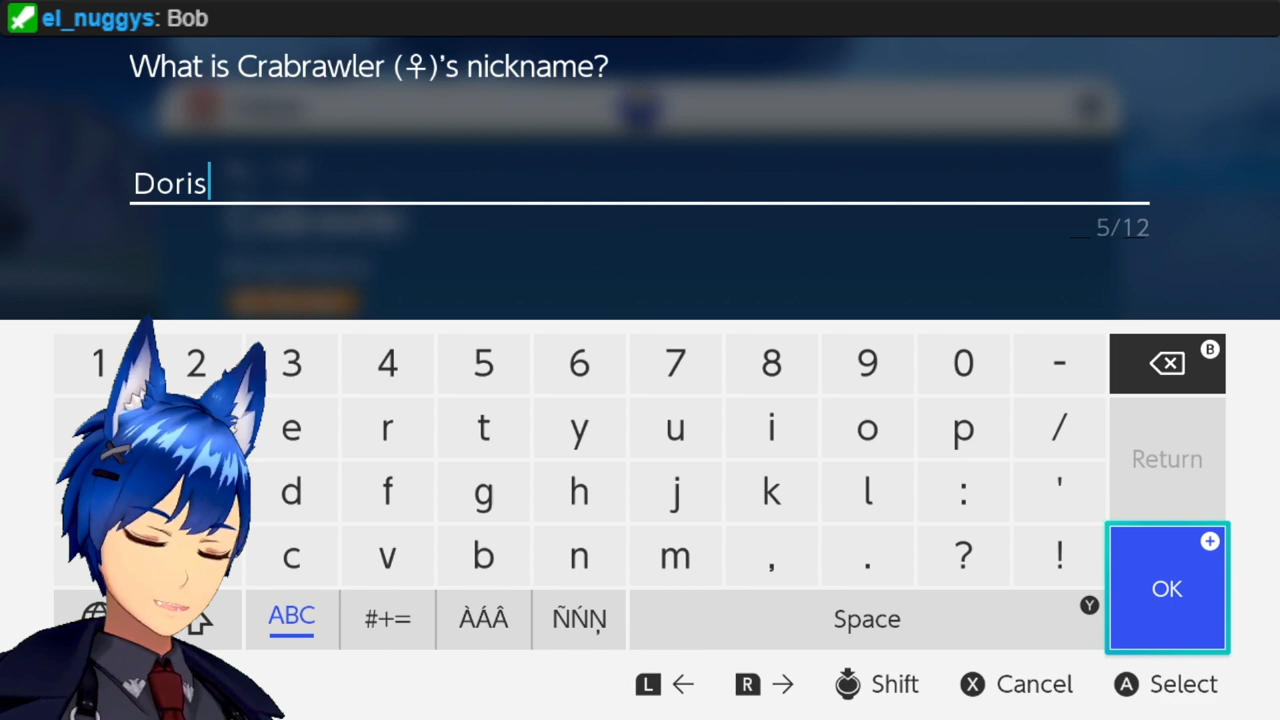 el_nuggys: Bob
What is Crabrawler (♀)'s nickname?
Doris
5/12
1 2 3 4 5 6 7 8 9 0 -
e r t y u i o p /
Return
d f g h j k l : '
c v b n m , . ? !
OK
ABC #+= ÀÁÂ ÑŃŅ Space
L ← R → Shift X Cancel A Select
B
+
Y